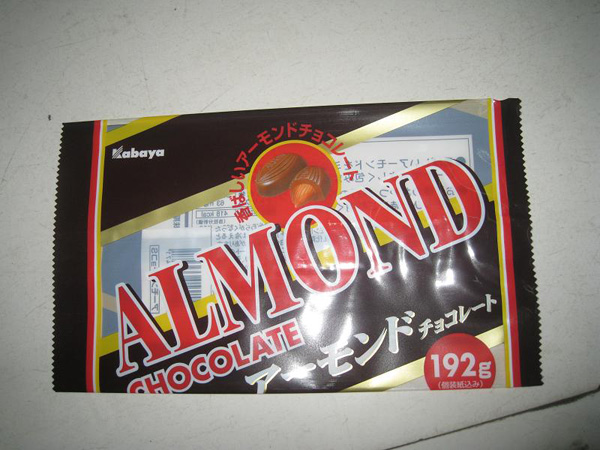 Kabaya
香ばしいアーモンドチョコレート
ALMOND
CHOCOLATE
アーモンドチョコレート
192g
(個装紙込み)